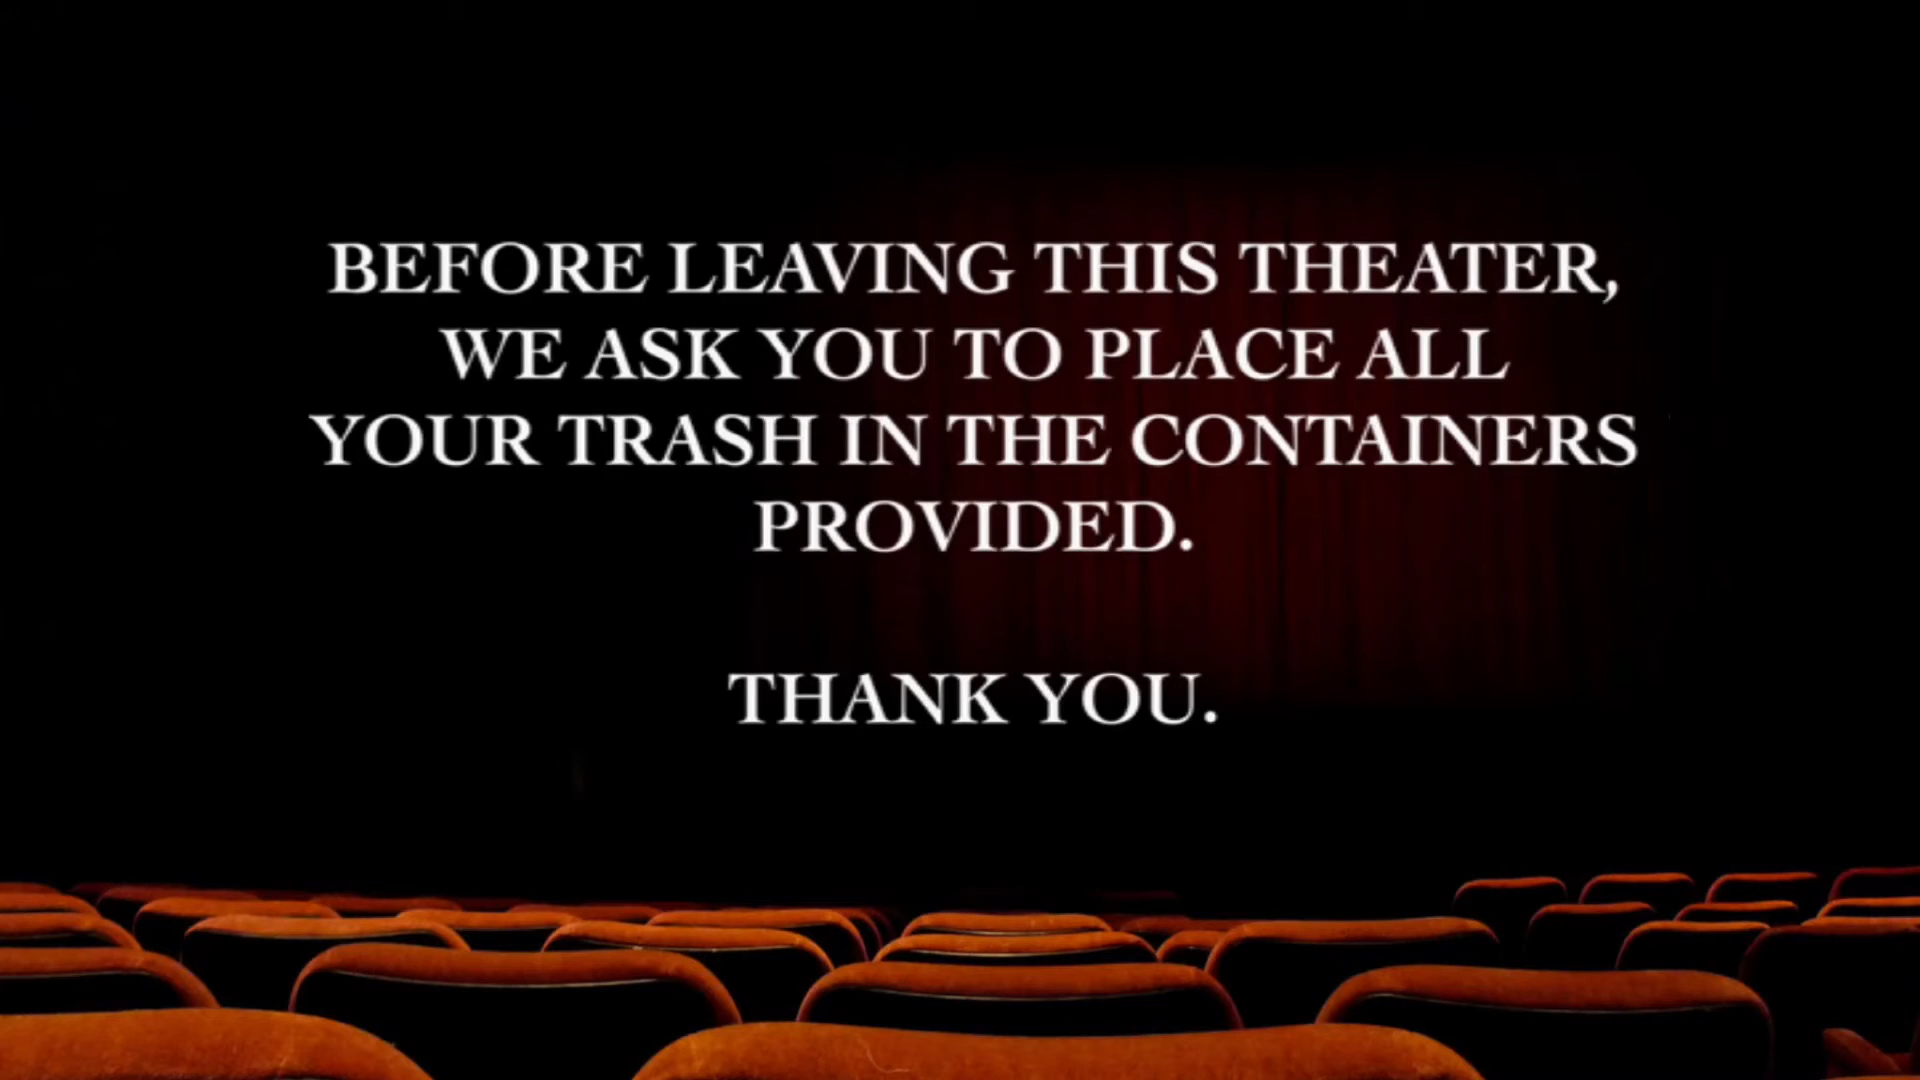 BEFORE LEAVING THIS THEATER,
WE ASK YOU TO PLACE ALL
YOUR TRASH IN THE CONTAINERS
PROVIDED.
THANK YOU.